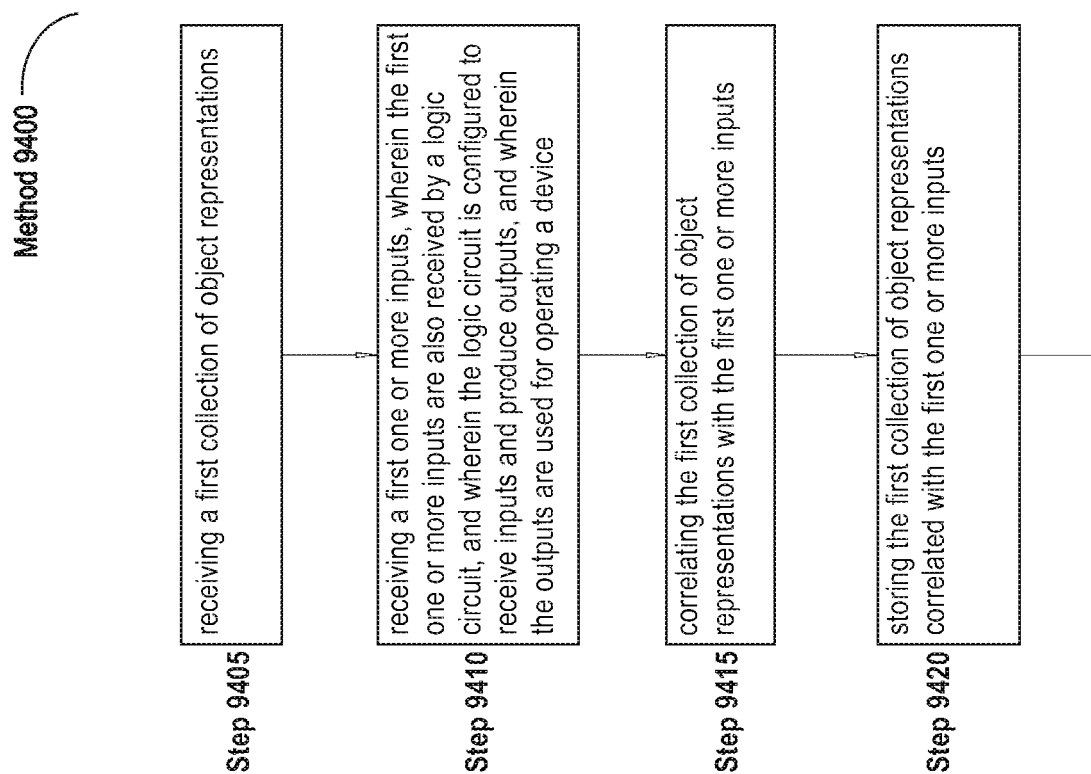 Method 9400
Step 9405
receiving a first collection of object representations
Step 9410
receiving a first one or more inputs, wherein the first
one or more inputs are also received by a logic
circuit, and wherein the logic circuit is configured to
receive inputs and produce outputs, and wherein
the outputs are used for operating a device
Step 9415
correlating the first collection of object
representations with the first one or more inputs
Step 9420
storing the first collection of object representations
correlated with the first one or more inputs